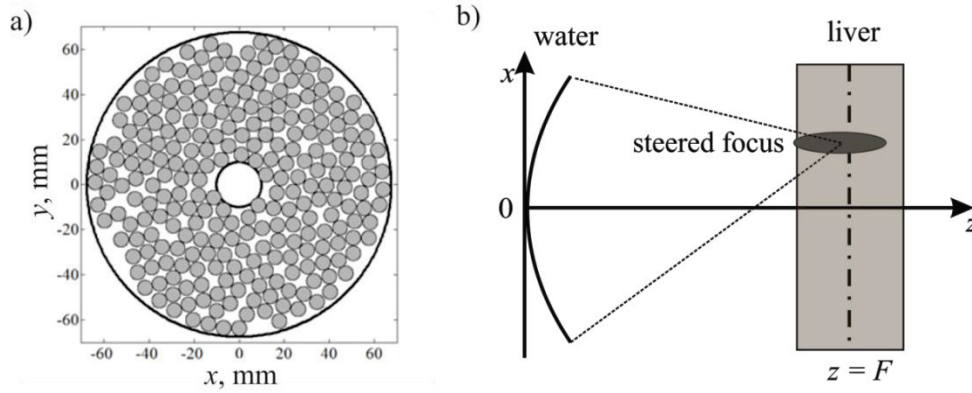 a)
60
40
20
0
-20
-40
-60
y, mm
-60 -40 -20 0 20 40 60
x, mm
b)
water
liver
x
steered focus
0
z
z = F